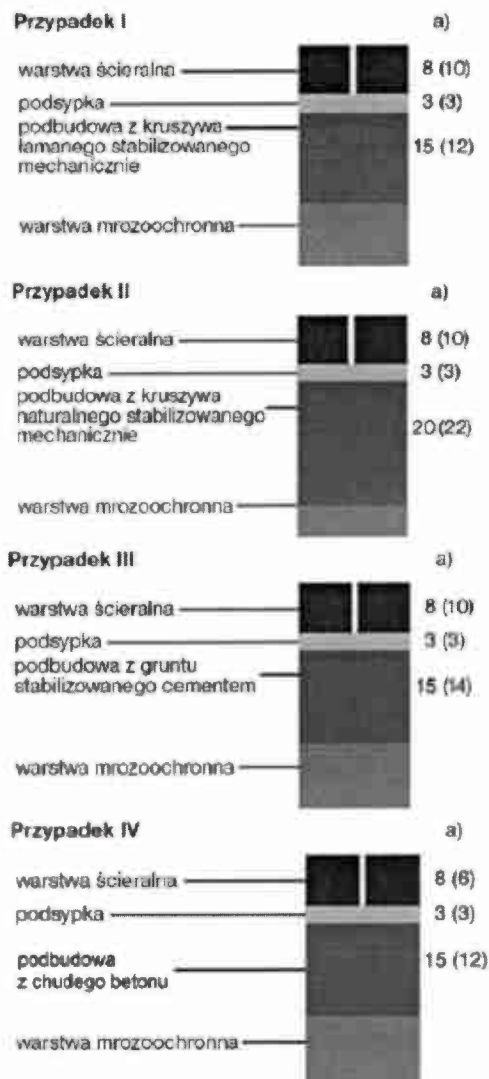 Przypadek I a)
warstwa ścieralna 8 (10)
podsypka 3 (3)
podbudowa z kruszywa
łamanego stabilizowanego 15 (12)
mechanicznie
warstwa mrozoochronna
Przypadek II a)
warstwa ścieralna 8 (10)
podsypka 3 (3)
podbudowa z kruszywa
naturalnego stabilizowanego 20 (22)
mechanicznie
warstwa mrozoochronna
Przypadek III a)
warstwa ścieralna 8 (10)
podsypka 3 (3)
podbudowa z gruntu
stabilizowanego cementem 15 (14)
warstwa mrozoochronna
Przypadek IV a)
warstwa ścieralna 8 (6)
podsypka 3 (3)
podbudowa 15 (12)
z chudego betonu
warstwa mrozoochronna